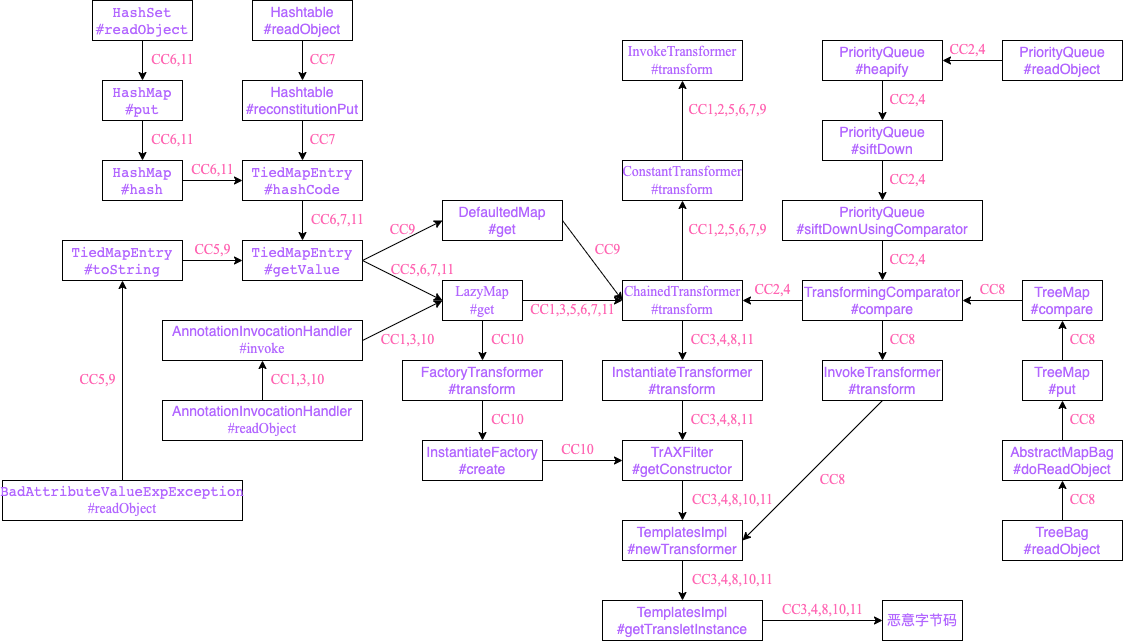 HashSet
#readObject
Hashtable
#readObject
CC6,11
CC7
InvokeTransformer
#transform
PriorityQueue
#heapify
CC2,4
PriorityQueue
#readObject
HashMap
#put
Hashtable
#reconstitutionPut
CC1,2,5,6,7,9
CC2,4
CC6,11
CC7
PriorityQueue
#siftDown
HashMap
#hash
CC6,11
TiedMapEntry
#hashCode
ConstantTransformer
#transform
CC2,4
CC6,7,11
DefaultedMap
#get
CC1,2,5,6,7,9
PriorityQueue
#siftDownUsingComparator
TiedMapEntry
#toString
CC5,9
TiedMapEntry
#getValue
CC9
CC9
CC2,4
CC5,6,7,11
LazyMap
#get
CC1,3,5,6,7,11
ChainedTransformer
#transform
CC2,4
TransformingComparator
#compare
CC8
TreeMap
#compare
AnnotationInvocationHandler
#invoke
CC1,3,10
CC10
CC3,4,8,11
CC8
CC8
CC5,9
CC1,3,10
FactoryTransformer
#transform
InstantiateTransformer
#transform
InvokeTransformer
#transform
TreeMap
#put
AnnotationInvocationHandler
#readObject
CC10
CC3,4,8,11
CC8
InstantiateFactory
#create
CC10
TrAXFilter
#getConstructor
CC8
AbstractMapBag
#doReadObject
BadAttributeValueExpException
#readObject
CC3,4,8,10,11
CC8
TemplatesImpl
#newTransformer
TreeBag
#readObject
CC3,4,8,10,11
TemplatesImpl
#getTransletInstance
CC3,4,8,10,11
恶意字节码